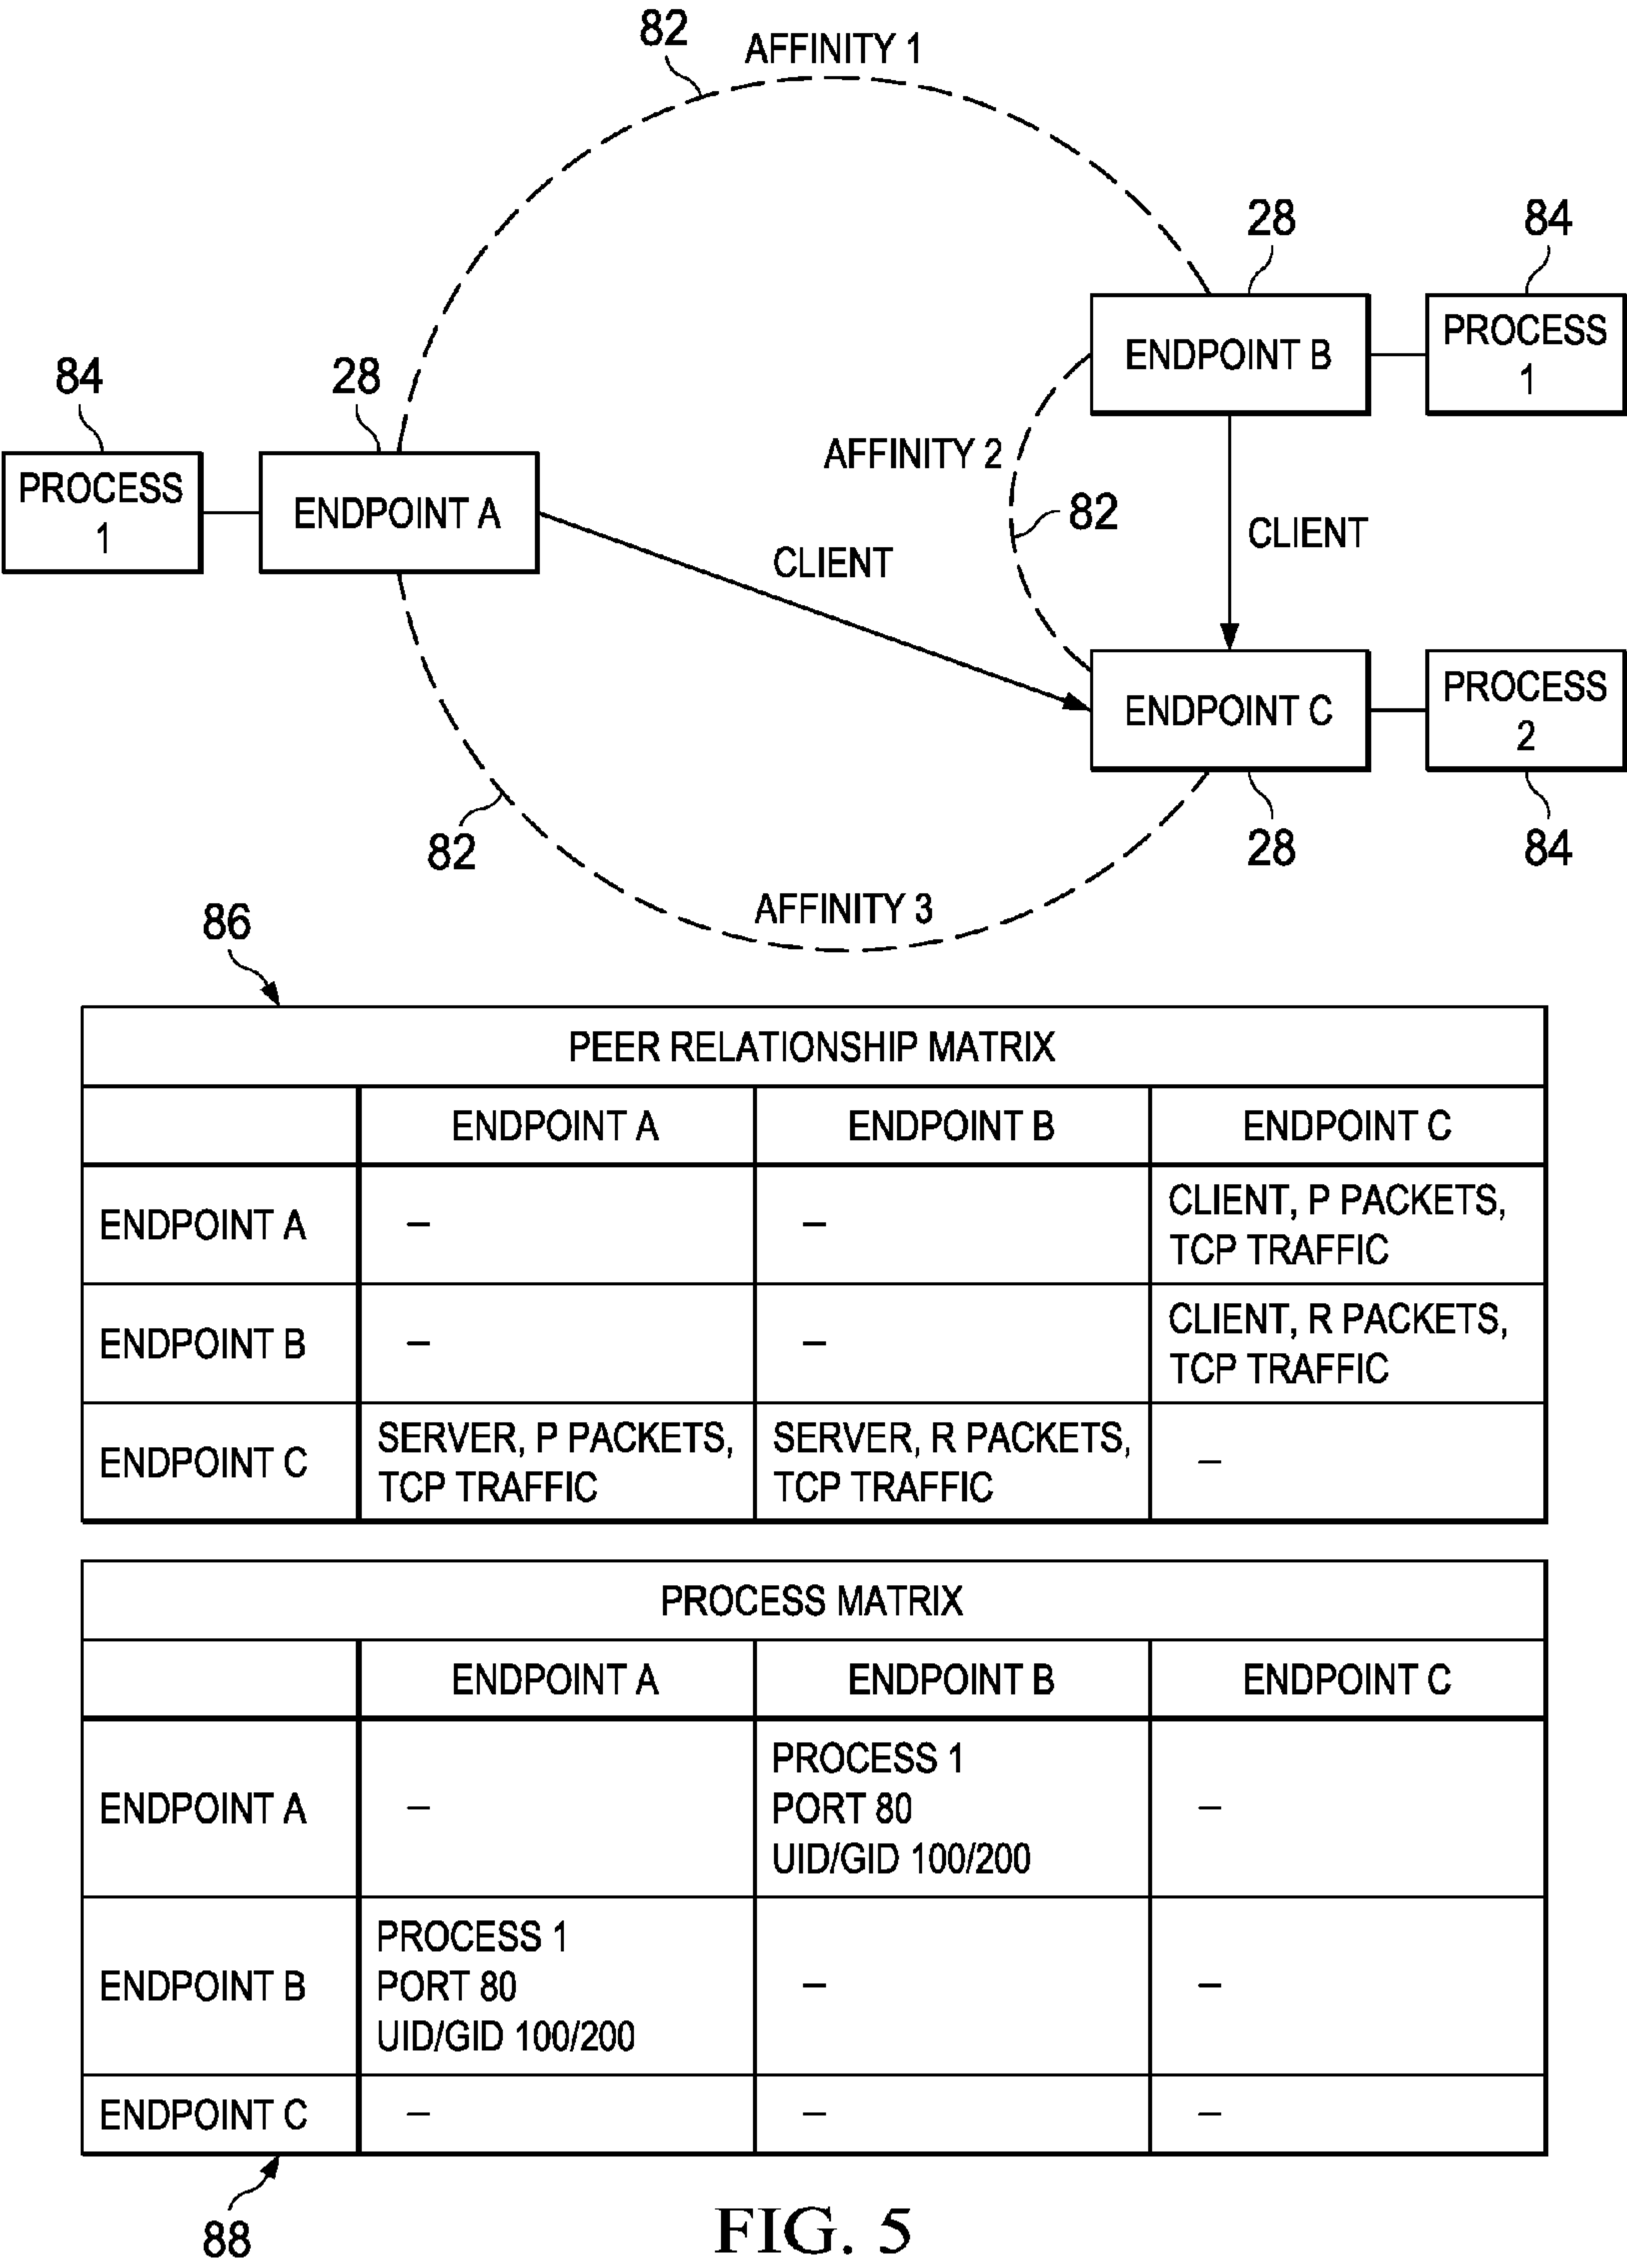 82
AFFINITY 1
28
84
ENDPOINT B
PROCESS
1
84
28
AFFINITY 2
PROCESS
1
ENDPOINT A
82
CLIENT
CLIENT
ENDPOINT C
PROCESS
2
82
28
84
AFFINITY 3
86
PEER RELATIONSHIP MATRIX
ENDPOINT A
ENDPOINT B
ENDPOINT C
ENDPOINT A
–
–
CLIENT, P PACKETS,
TCP TRAFFIC
ENDPOINT B
–
–
CLIENT, R PACKETS,
TCP TRAFFIC
ENDPOINT C
SERVER, P PACKETS,
TCP TRAFFIC
SERVER, R PACKETS,
TCP TRAFFIC
–
PROCESS MATRIX
ENDPOINT A
ENDPOINT B
ENDPOINT C
ENDPOINT A
–
PROCESS 1
PORT 80
UID/GID 100/200
–
ENDPOINT B
PROCESS 1
PORT 80
UID/GID 100/200
–
–
ENDPOINT C
–
–
–
88
FIG. 5